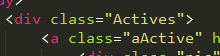 <div class="Actives">
<a class="aActive" h